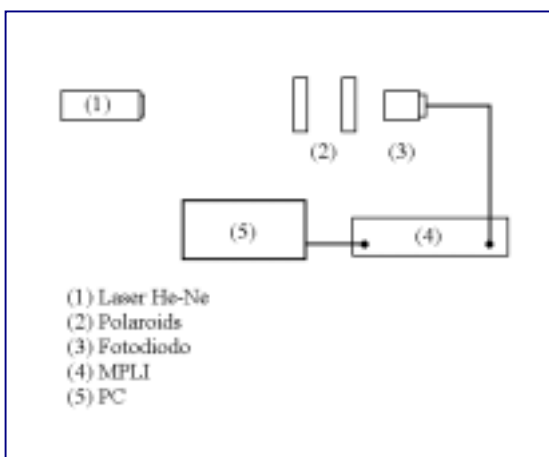 (1)
(2)
(3)
(5)
(4)
(1) Laser He-Ne
(2) Polaroids
(3) Fotodiodo
(4) MPLI
(5) PC